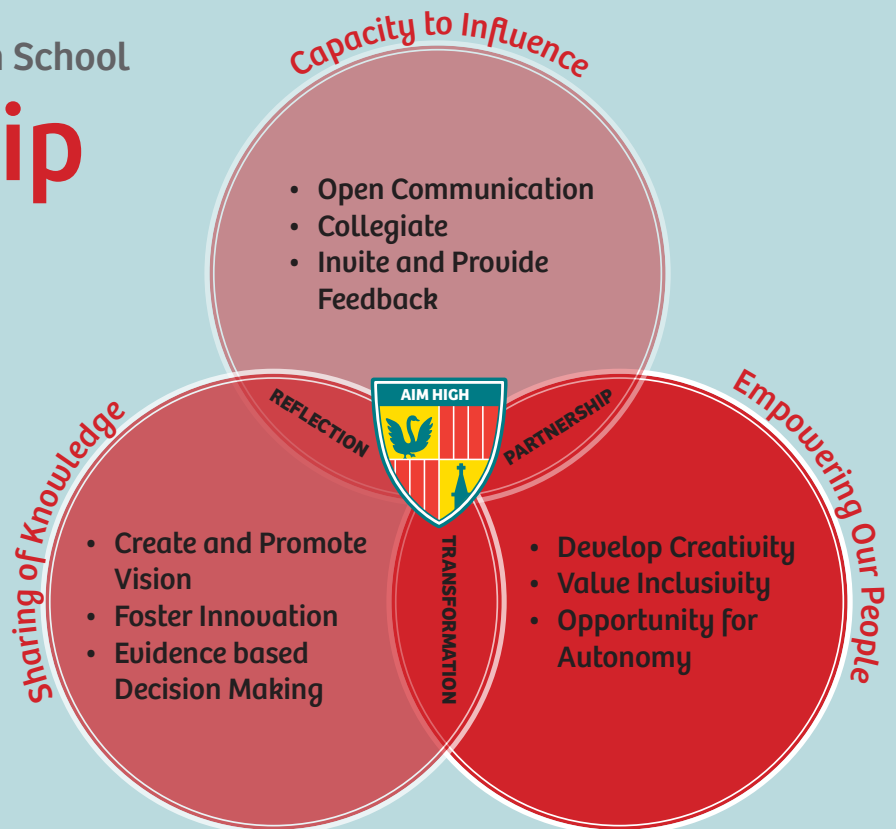 School
ip
Capacity to Influence
• Open Communication
• Collegiate
• Invite and Provide
Feedback
AIM HIGH
REFLECTION
PARTNERSHIP
TRANSFORMATION
Sharing of Knowledge
• Create and Promote
Vision
• Foster Innovation
• Evidence based
Decision Making
Empowering Our People
• Develop Creativity
• Value Inclusivity
• Opportunity for
Autonomy